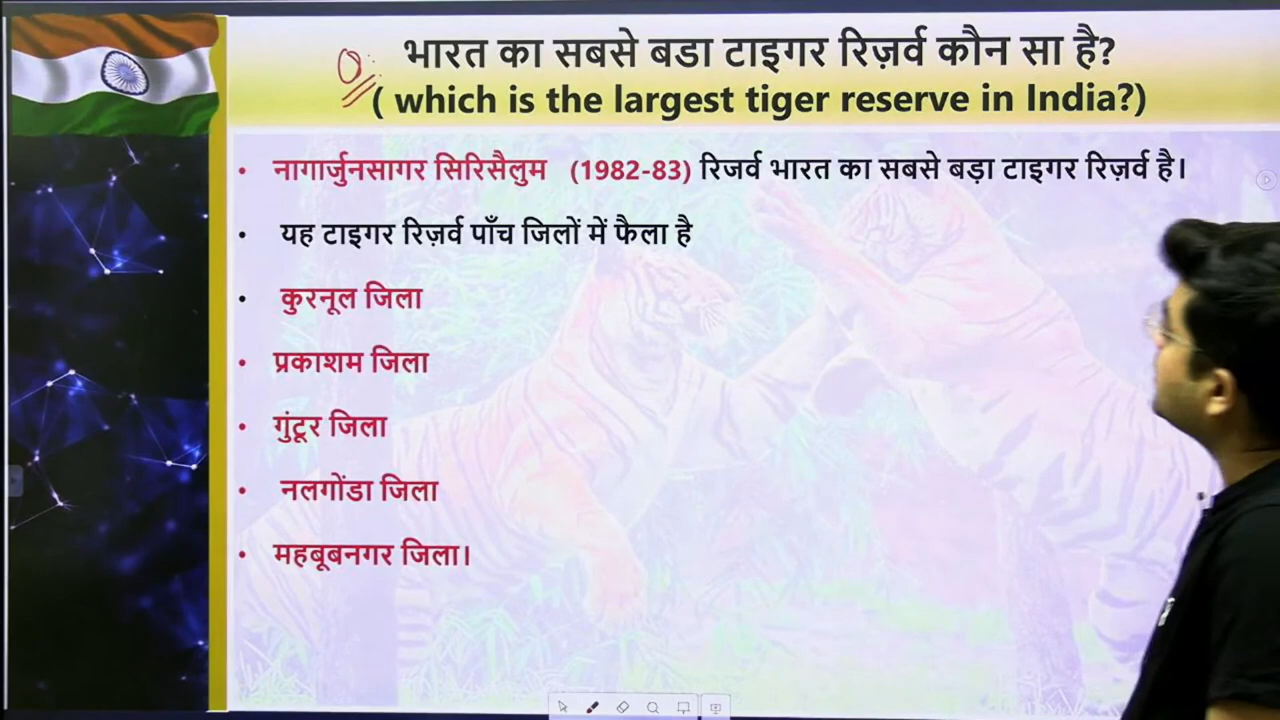 भारत का सबसे बडा टाइगर रिज़र्व कौन सा है?
( which is the largest tiger reserve in India?)
• नागार्जुनसागर सिरिसैलुम (1982-83) रिजर्व भारत का सबसे बड़ा टाइगर रिज़र्व है।
• यह टाइगर रिज़र्व पाँच जिलों में फैला है
• कुरनूल जिला
• प्रकाशम जिला
• गुंटूर जिला
• नलगोंडा जिला
• महबूबनगर जिला।